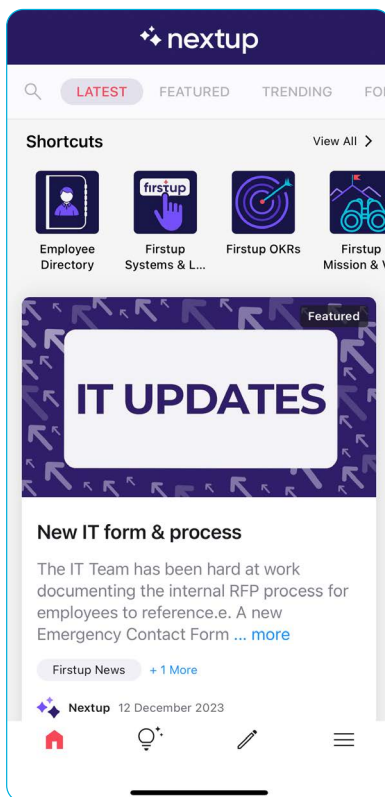 nextup
LATEST FEATURED TRENDING FO
Shortcuts View All
firstup
Employee Directory
Firstup Systems & L...
Firstup OKRs
Firstup Mission & V
Featured
IT UPDATES
New IT form & process
The IT Team has been hard at work
documenting the internal RFP process for
employees to reference.e. A new
Emergency Contact Form ... more
Firstup News + 1 More
Nextup 12 December 2023